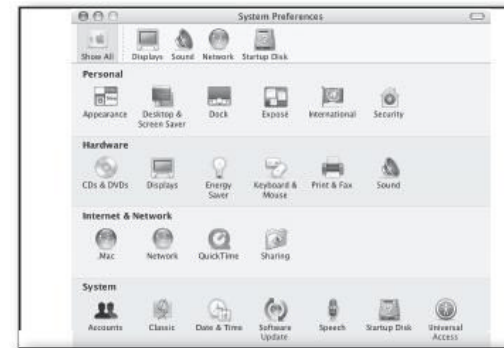 System Preferences
Show All Displays Sound Network Startup Disk
Personal
Appearance Desktop & Screen Saver Dock Exposé International Security
Hardware
CDs & DVDs Displays Energy Saver Keyboard & Mouse Print & Fax Sound
Internet & Network
.Mac Network QuickTime Sharing
System
Accounts Classic Date & Time Software Update Speech Startup Disk Universal Access